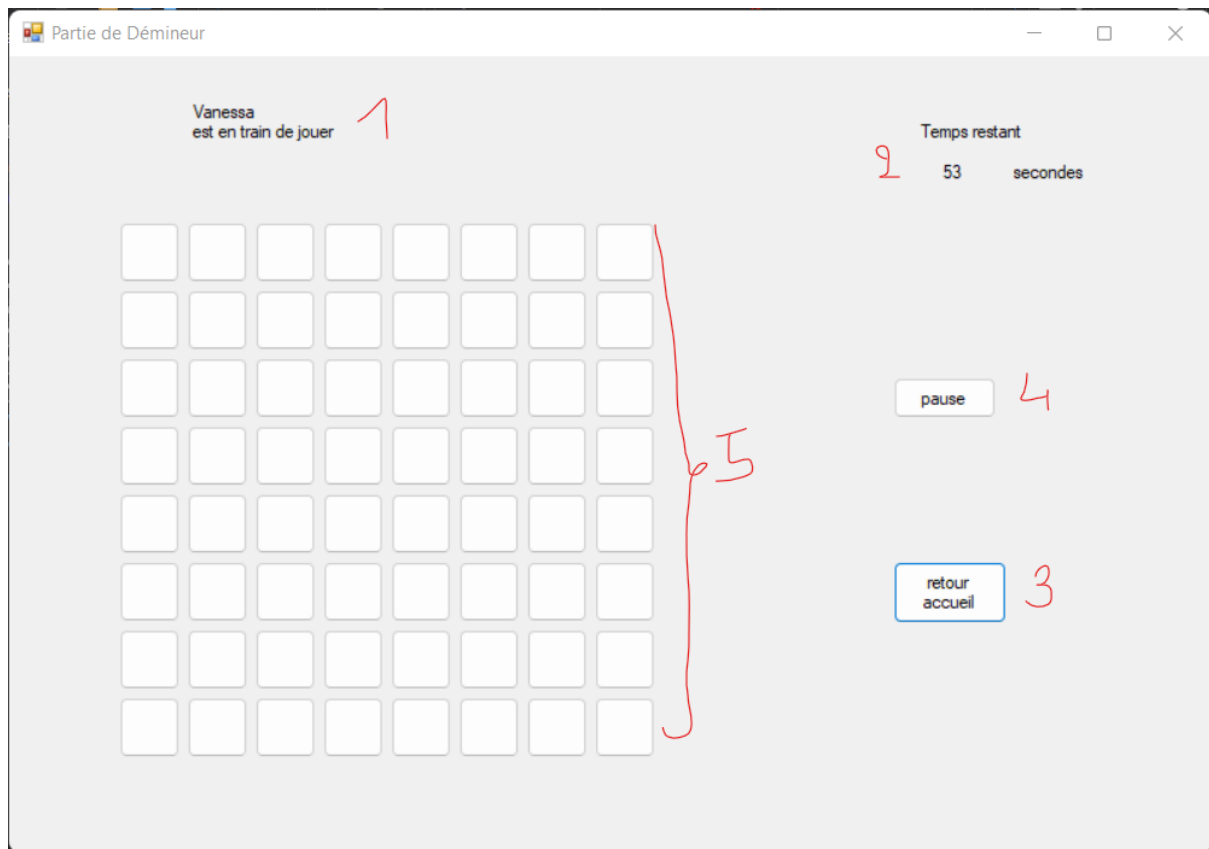 Partie de Démineur
Vanessa
est en train de jouer
1
Temps restant
2 53 secondes
5
pause 4
retour
accueil
3